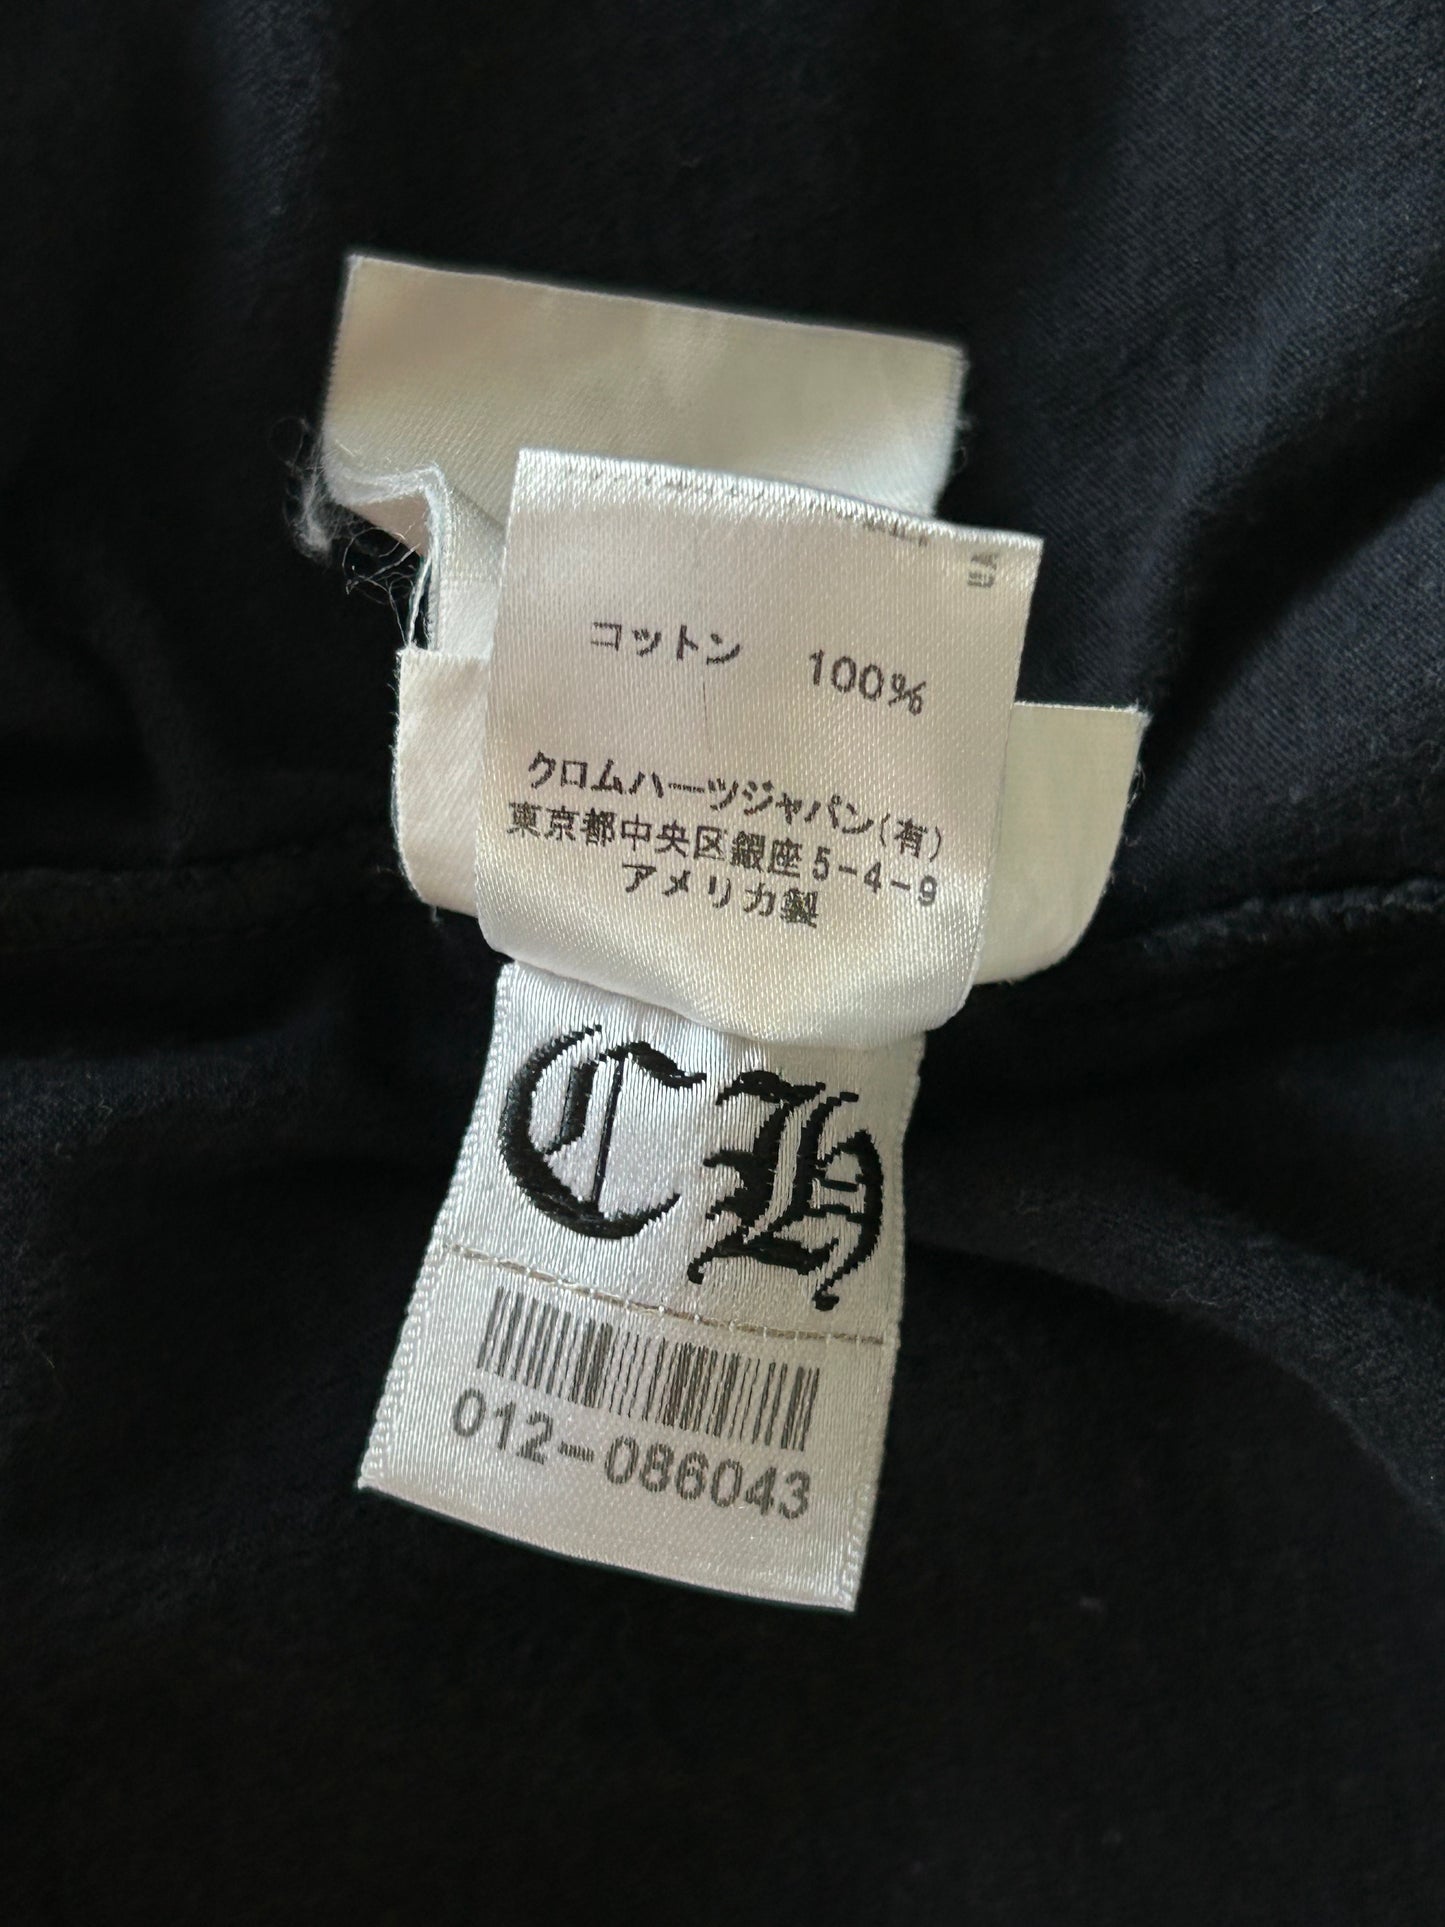 コットン 100%
クロムハーツジャパン(有)
東京都中央区銀座5-4-9
アメリカ製
CH
012-086043